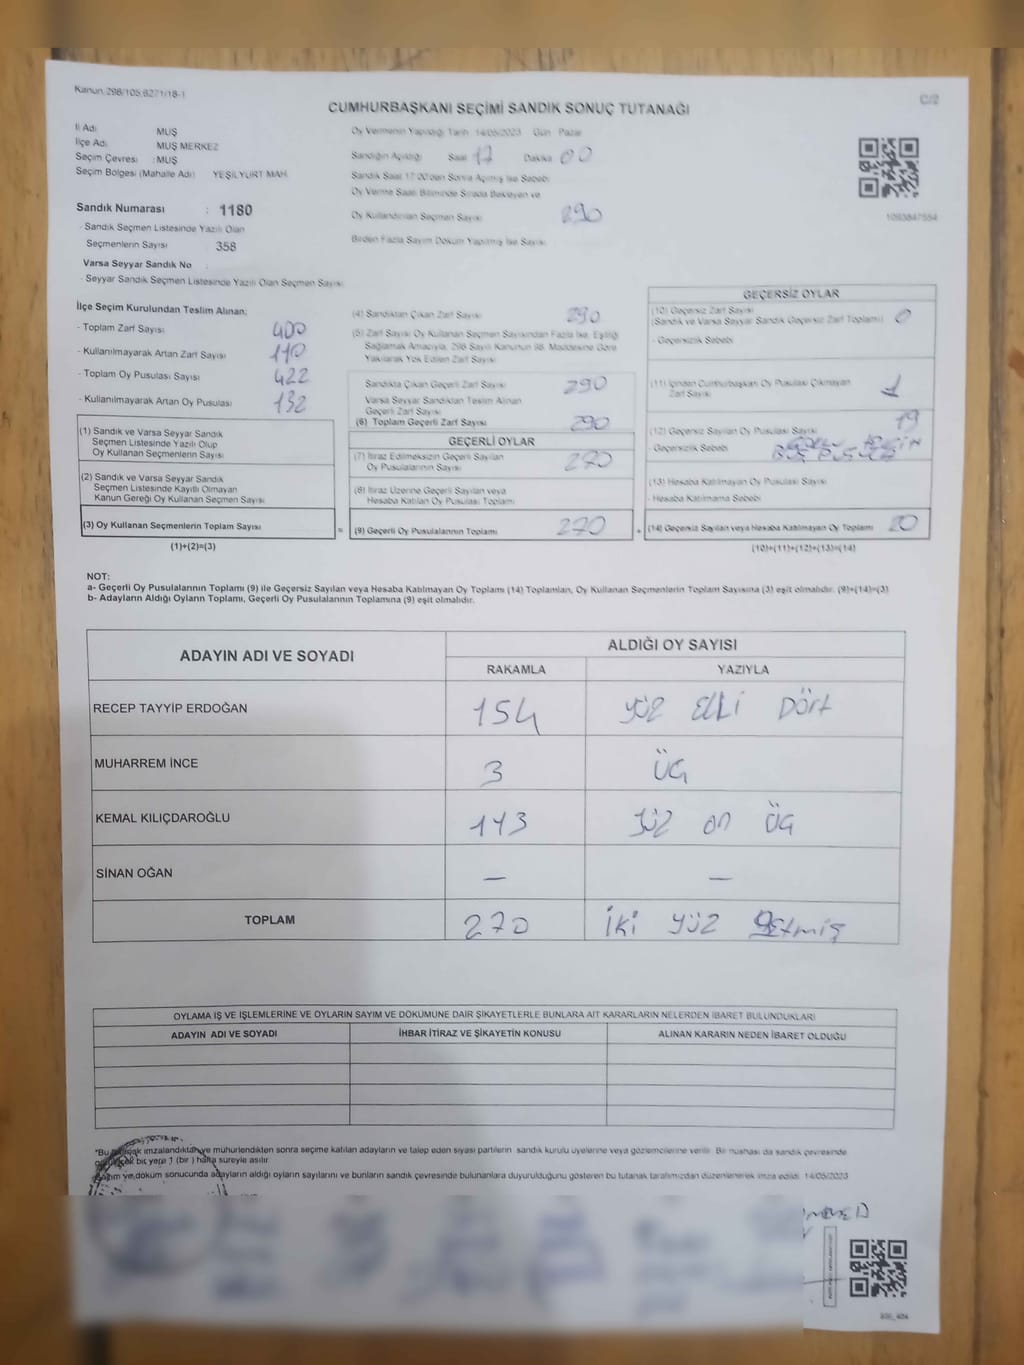 Kanun.298/105,6271/18-1
C/2
CUMHURBAŞKANI SEÇİMİ SANDIK SONUÇ TUTANAĞI
İl Adı MUŞ
İlçe Adı MUŞ MERKEZ
Seçim Çevresi :MUŞ
Seçim Bölgesi (Mahalle Adı) YEŞİLYURT MAH.
Sandık Numarası : 1180
- Sandık Seçmen Listesinde Yazılı Olan
Seçmenlerin Sayısı 358
Varsa Seyyar Sandık No
- Seyyar Sandık Seçmen Listesinde Yazılı Olan Seçmen Sayısı
Oy Vermenin Yapıldığı Tarih 14/05/2023 Gün Pazar
Sandığın Açıldığı Saat 17 Dakika 00
Sandık Saat 17.00'den Sonra Açılmış İse Sebebi
Oy Verme Saati Bitiminde Sırada Bekleyen ve
Oy Kullandırılan Seçmen Sayısı 290
Birden Fazla Sayım Döküm Yapılmış İse Sayısı
1093847554
İlçe Seçim Kurulundan Teslim Alınan;
- Toplam Zarf Sayısı 400
- Kullanılmayarak Artan Zarf Sayısı 110
- Toplam Oy Pusulası Sayısı 422
- Kullanılmayarak Artan Oy Pusulası 132
(1) Sandık ve Varsa Seyyar Sandık
Seçmen Listesinde Yazılı Olup
Oy Kullanan Seçmenlerin Sayısı
(2) Sandık ve Varsa Seyyar Sandık
Seçmen Listesinde Kayıtlı Olmayan
Kanun Gereği Oy Kullanan Seçmen Sayısı
(3) Oy Kullanan Seçmenlerin Toplam Sayısı
(1)+(2)=(3)
(4) Sandıktan Çıkan Zarf Sayısı 290
(5) Zarf Sayısı Oy Kullanan Seçmen Sayısından Fazla İse, Eşitliği
Sağlamak Amacıyla, 298 Sayılı Kanunun 98. Maddesine Göre
Yakılarak Yok Edilen Zarf Sayısı
Sandıkta Çıkan Geçerli Zarf Sayısı 290
Varsa Seyyar Sandıktan Teslim Alınan
Geçerli Zarf Sayısı
(6) Toplam Geçerli Zarf Sayısı 290
GEÇERLİ OYLAR
(7) İtiraz Edilmeksizin Geçerli Sayılan
Oy Pusulalarının Sayısı 270
(8) İtiraz Üzerine Geçerli Sayılan veya
Hesaba Katılan Oy Pusulası Toplamı
= (9) Geçerli Oy Pusulalarının Toplamı 270
GEÇERSİZ OYLAR
(10) Geçersiz Zarf Sayısı
(Sandık ve Varsa Seyyar Sandık Geçersiz Zarf Toplamı) 0
- Geçersizlik Sebebi
(11) İçinden Cumhurbaşkanı Oy Pusulası Çıkmayan
Zarf Sayısı 1
(12) Geçersiz Sayılan Oy Pusulası Sayısı 19
- Geçersizlik Sebebi
(13) Hesaba Katılmayan Oy Pusulası Sayısı
- Hesaba Katılmama Sebebi
+ (14) Geçersiz Sayılan veya Hesaba Katılmayan Oy Toplamı 20
(10)+(11)+(12)+(13)=(14)
NOT:
a- Geçerli Oy Pusulalarının Toplamı (9) ile Geçersiz Sayılan veya Hesaba Katılmayan Oy Toplamı (14) Toplamları, Oy Kullanan Seçmenlerin Toplam Sayısına (3) eşit olmalıdır. (9)+(14)=(3)
b- Adayların Aldığı Oyların Toplamı, Geçerli Oy Pusulalarının Toplamına (9) eşit olmalıdır.
ADAYIN ADI VE SOYADI ALDIĞI OY SAYISI
RAKAMLA YAZIYLA
RECEP TAYYİP ERDOĞAN 154 yüz Elli Dört
MUHARREM İNCE 3 Üç
KEMAL KILIÇDAROĞLU 113 yüz on Üç
SİNAN OĞAN — —
TOPLAM 270 iki yüz yetmiş
OYLAMA İŞ VE İŞLEMLERİNE VE OYLARIN SAYIM VE DÖKÜMÜNE DAİR ŞİKAYETLERLE BUNLARA AİT KARARLARIN NELERDEN İBARET BULUNDUKLARI
ADAYIN ADI VE SOYADI İHBAR İTİRAZ VE ŞİKAYETİN KONUSU ALINAN KARARIN NEDEN İBARET OLDUĞU
imzalandıktan ve mühürlendikten sonra seçime katılan adayların ve talep eden siyasi partilerin sandık kurulu üyelerine veya gözlemcilerine verilir. Bir nüshası da sandık çevresinde
bir yere 1 (bir) hafta süreyle asılır.
ve döküm sonucunda adayların aldığı oyların sayılarını ve bunların sandık çevresinde bulunanlara duyurulduğunu gösteren bu tutanak tarafımızdan düzenlenerek imza edildi. 14/05/2023